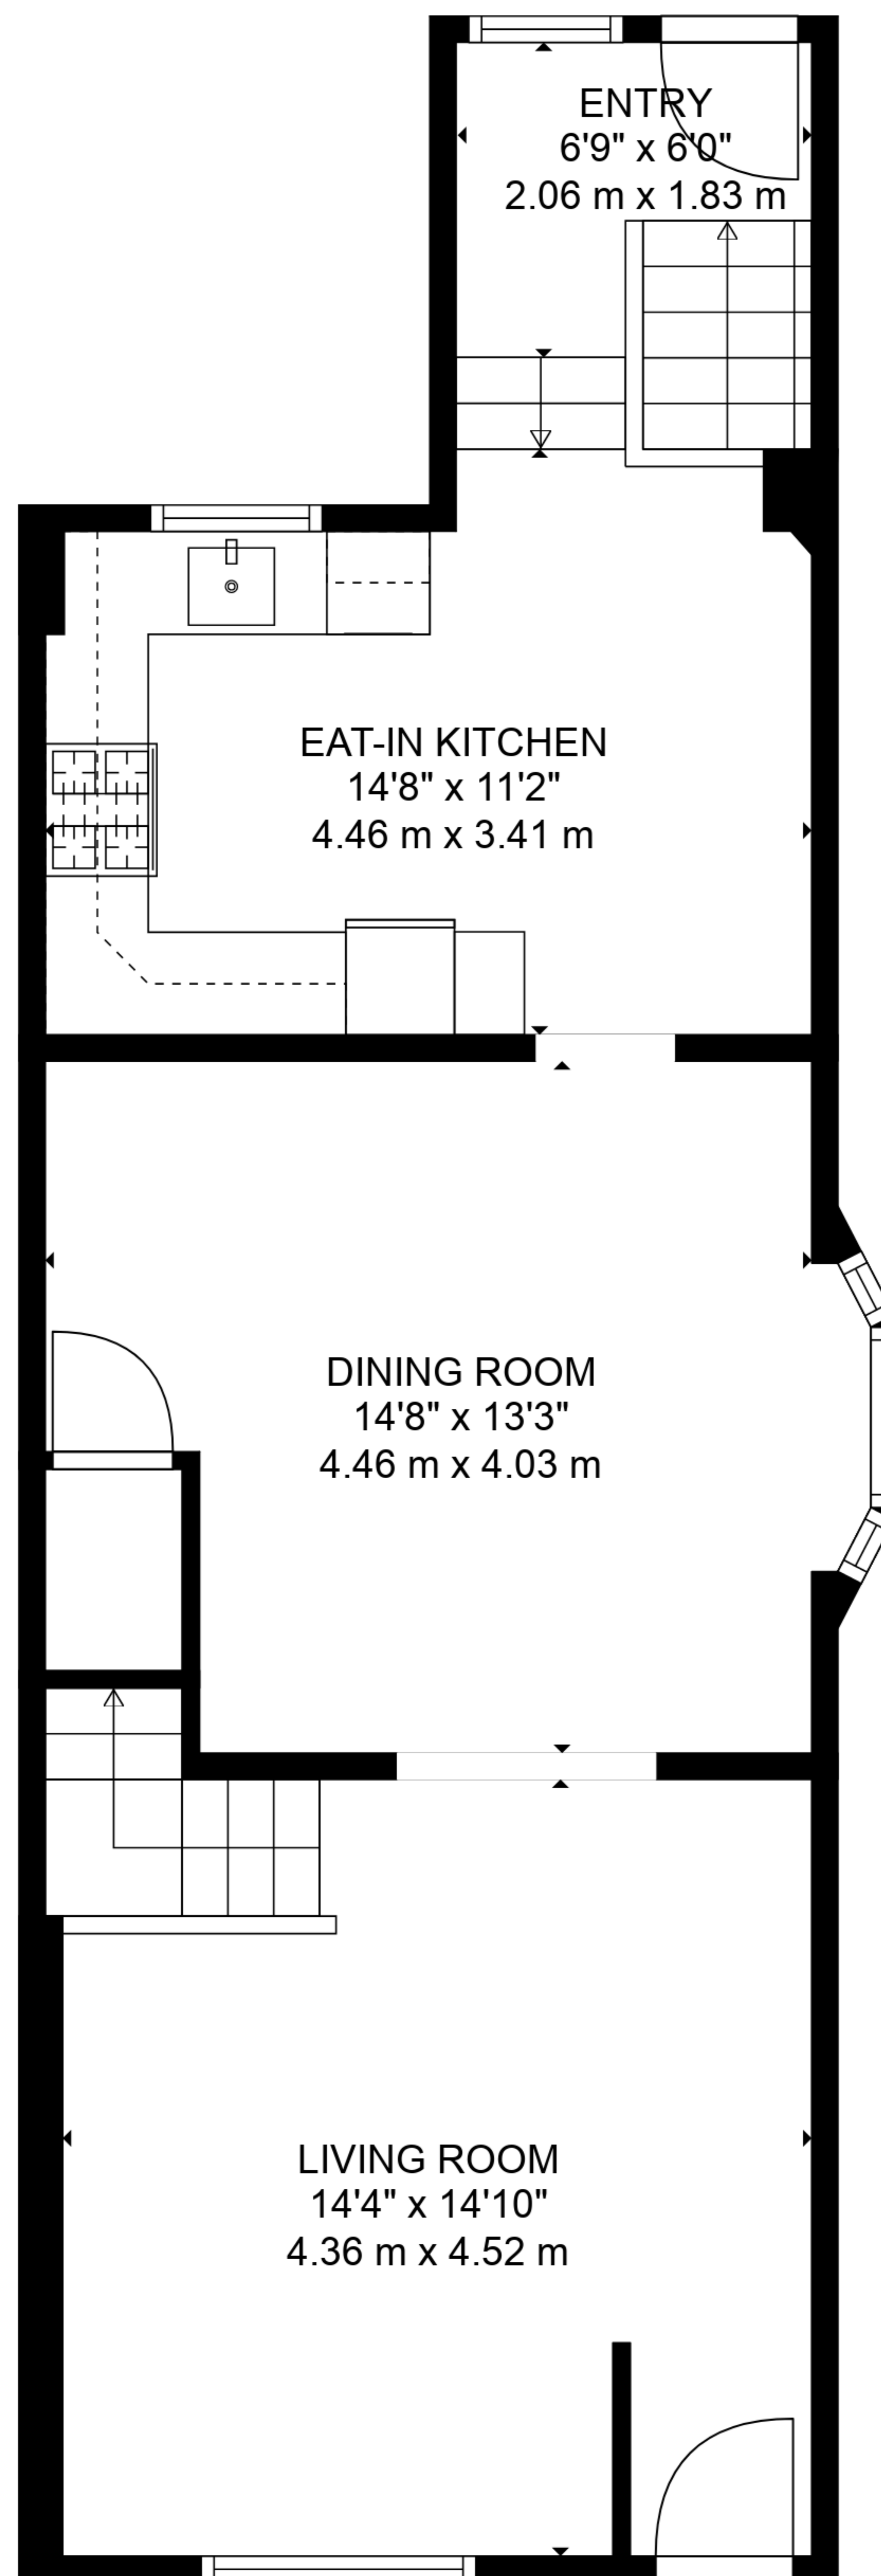 ENTRY
6'9" x 6'0"
2.06 m x 1.83 m
EAT-IN KITCHEN
14'8" x 11'2"
4.46 m x 3.41 m
DINING ROOM
14'8" x 13'3"
4.46 m x 4.03 m
LIVING ROOM
14'4" x 14'10"
4.36 m x 4.52 m